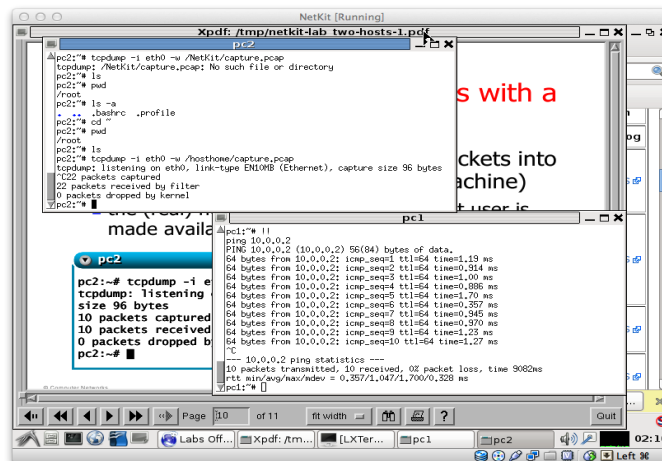 NetKit [Running]
Xpdf: /tmp/netkit-lab_two-hosts-1.pdf
pc2
pc2:~# tcpdump -i eth0 -w /NetKit/capture.pcap
tcpdump: /NetKit/capture.pcap: No such file or directory
pc2:~# ls
pc2:~# pwd
/root
pc2:~# ls -a
. .. .bashrc .profile
pc2:~# cd ~
pc2:~# pwd
/root
pc2:~# ls
pc2:~# tcpdump -i eth0 -w /hosthome/capture.pcap
tcpdump: listening on eth0, link-type EN10MB (Ethernet), capture size 96 bytes
^C22 packets captured
22 packets received by filter
0 packets dropped by kernel
pc2:~#
s with a
ckets into
achine)
the (real)
user is
made availa
pc2
pc2:~# tcpdump -i e
tcpdump: listening
size 96 bytes
10 packets captured
10 packets received
0 packets dropped by
pc2:~#
© Computer Networks
pc1
pc1:~# !!
ping 10.0.0.2
PING 10.0.0.2 (10.0.0.2) 56(84) bytes of data.
64 bytes from 10.0.0.2: icmp_seq=1 ttl=64 time=1.19 ms
64 bytes from 10.0.0.2: icmp_seq=2 ttl=64 time=0.914 ms
64 bytes from 10.0.0.2: icmp_seq=3 ttl=64 time=1.00 ms
64 bytes from 10.0.0.2: icmp_seq=4 ttl=64 time=0.886 ms
64 bytes from 10.0.0.2: icmp_seq=5 ttl=64 time=1.70 ms
64 bytes from 10.0.0.2: icmp_seq=6 ttl=64 time=0.357 ms
64 bytes from 10.0.0.2: icmp_seq=7 ttl=64 time=0.945 ms
64 bytes from 10.0.0.2: icmp_seq=8 ttl=64 time=0.970 ms
64 bytes from 10.0.0.2: icmp_seq=9 ttl=64 time=1.23 ms
64 bytes from 10.0.0.2: icmp_seq=10 ttl=64 time=1.27 ms
^C
--- 10.0.0.2 ping statistics ---
10 packets transmitted, 10 received, 0% packet loss, time 9082ms
rtt min/avg/max/mdev = 0.357/1.047/1.700/0.328 ms
pc1:~#
og
Page 10 of 11 fit width ? Quit
Labs Off... Xpdf: /tm... [LXTer... pc1 pc2 02:1
Left ⌘